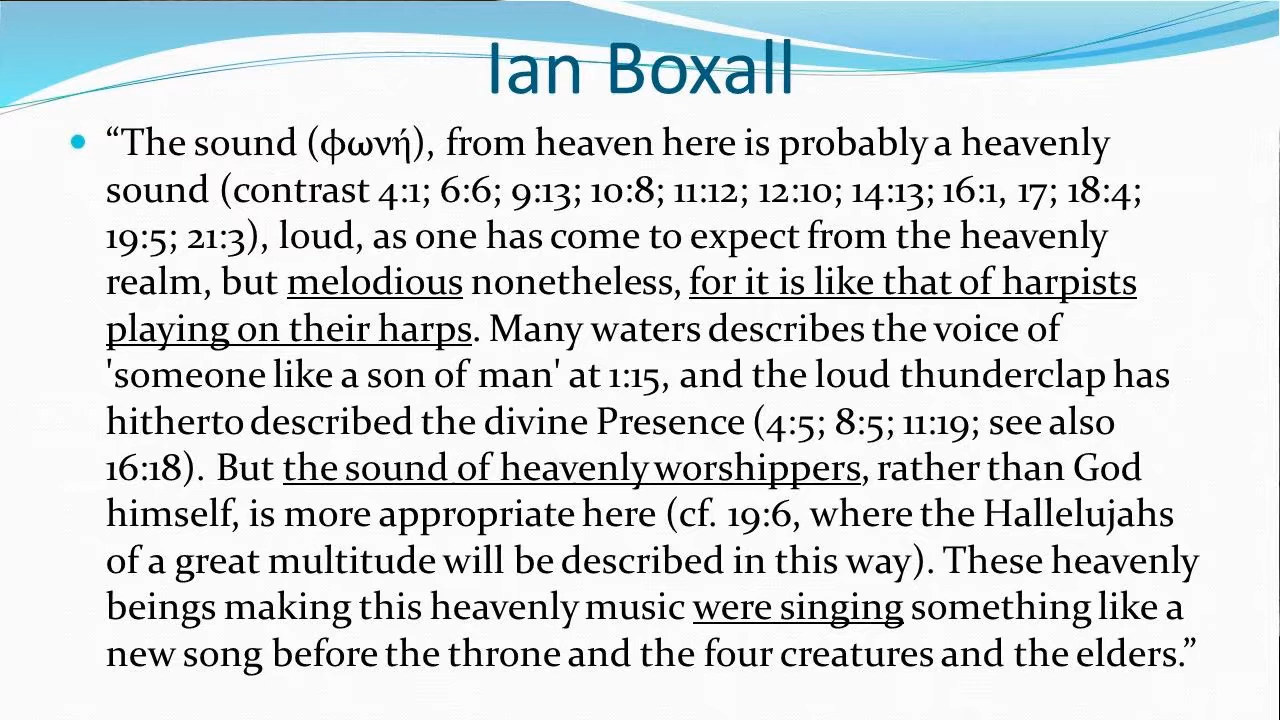 Ian Boxall
• “The sound (φωνή), from heaven here is probably a heavenly
sound (contrast 4:1; 6:6; 9:13; 10:8; 11:12; 12:10; 14:13; 16:1, 17; 18:4;
19:5; 21:3), loud, as one has come to expect from the heavenly
realm, but melodious nonetheless, for it is like that of harpists
playing on their harps. Many waters describes the voice of
'someone like a son of man' at 1:15, and the loud thunderclap has
hitherto described the divine Presence (4:5; 8:5; 11:19; see also
16:18). But the sound of heavenly worshippers, rather than God
himself, is more appropriate here (cf. 19:6, where the Hallelujahs
of a great multitude will be described in this way). These heavenly
beings making this heavenly music were singing something like a
new song before the throne and the four creatures and the elders.”